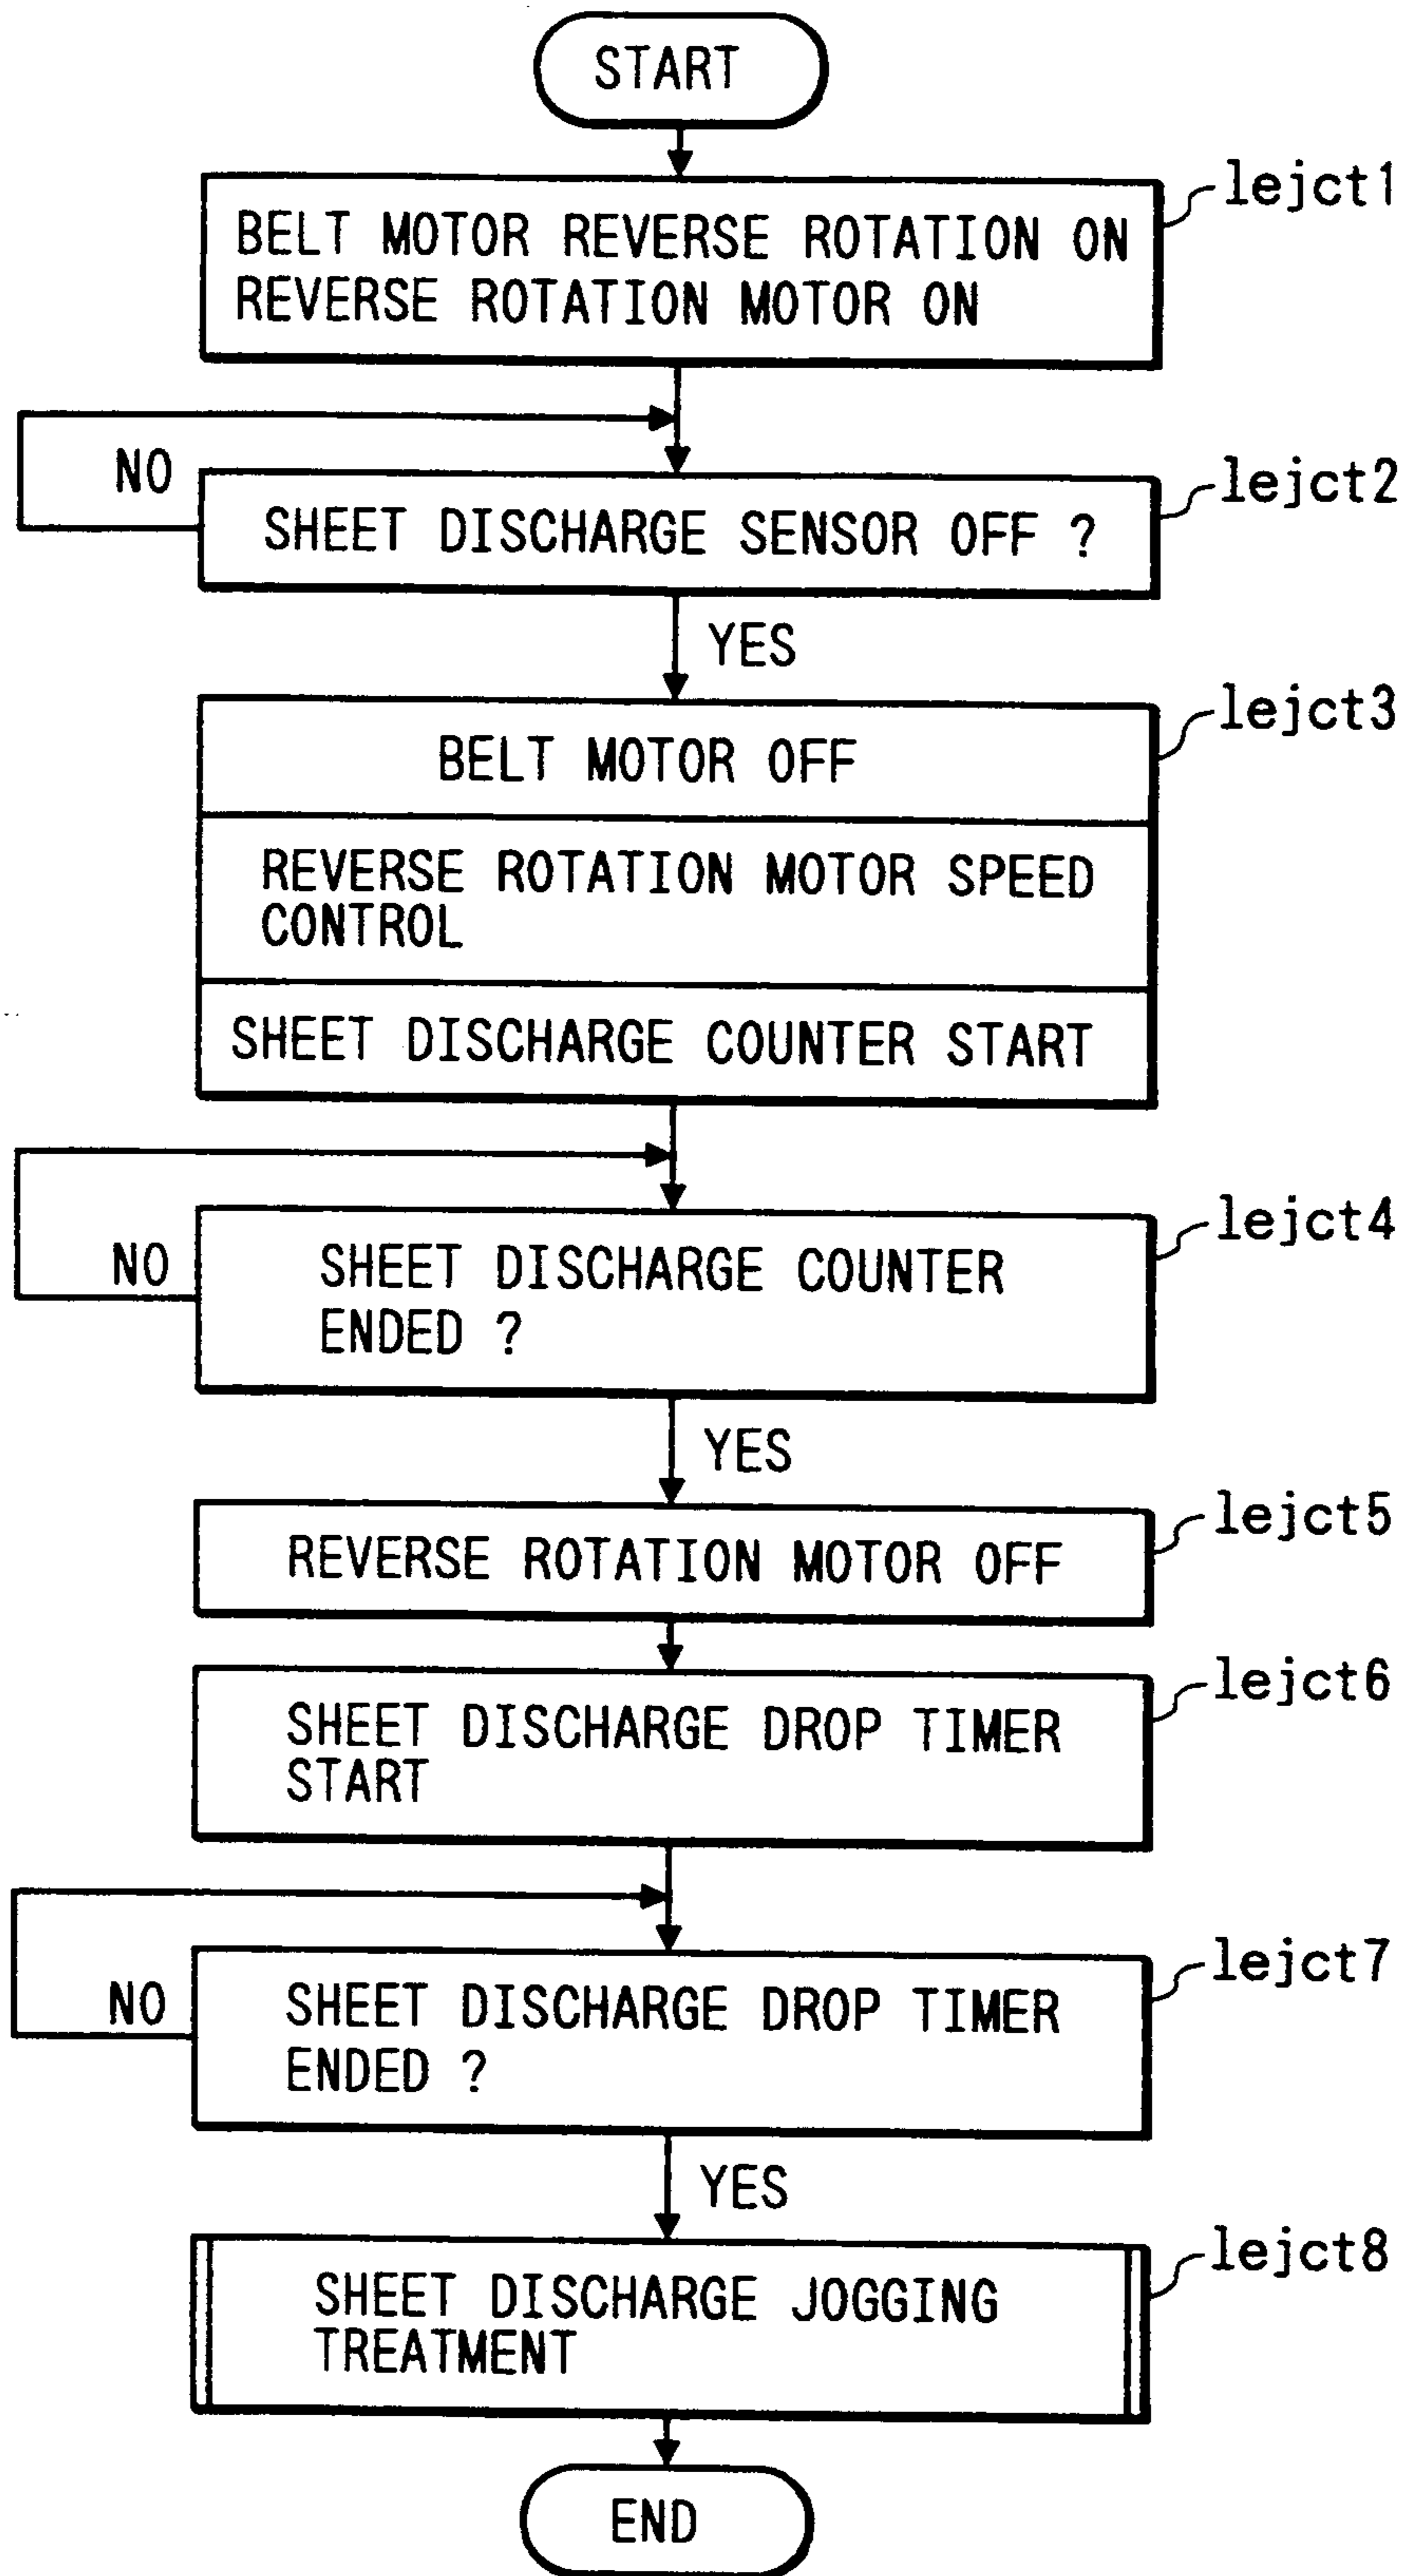 START
lejct1
BELT MOTOR REVERSE ROTATION ON
REVERSE ROTATION MOTOR ON
NO
lejct2
SHEET DISCHARGE SENSOR OFF ?
YES
lejct3
BELT MOTOR OFF
REVERSE ROTATION MOTOR SPEED
CONTROL
SHEET DISCHARGE COUNTER START
lejct4
NO
SHEET DISCHARGE COUNTER
ENDED ?
YES
lejct5
REVERSE ROTATION MOTOR OFF
lejct6
SHEET DISCHARGE DROP TIMER
START
lejct7
NO
SHEET DISCHARGE DROP TIMER
ENDED ?
YES
lejct8
SHEET DISCHARGE JOGGING
TREATMENT
END